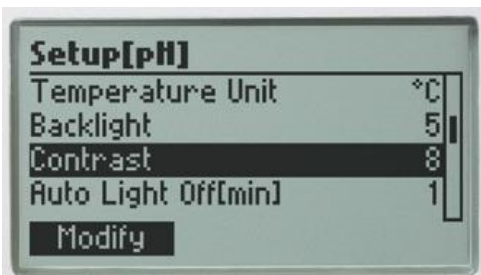 Setup[pH]
Temperature Unit °C
Backlight 5
Contrast 8
Auto Light Off[min] 1
Modify